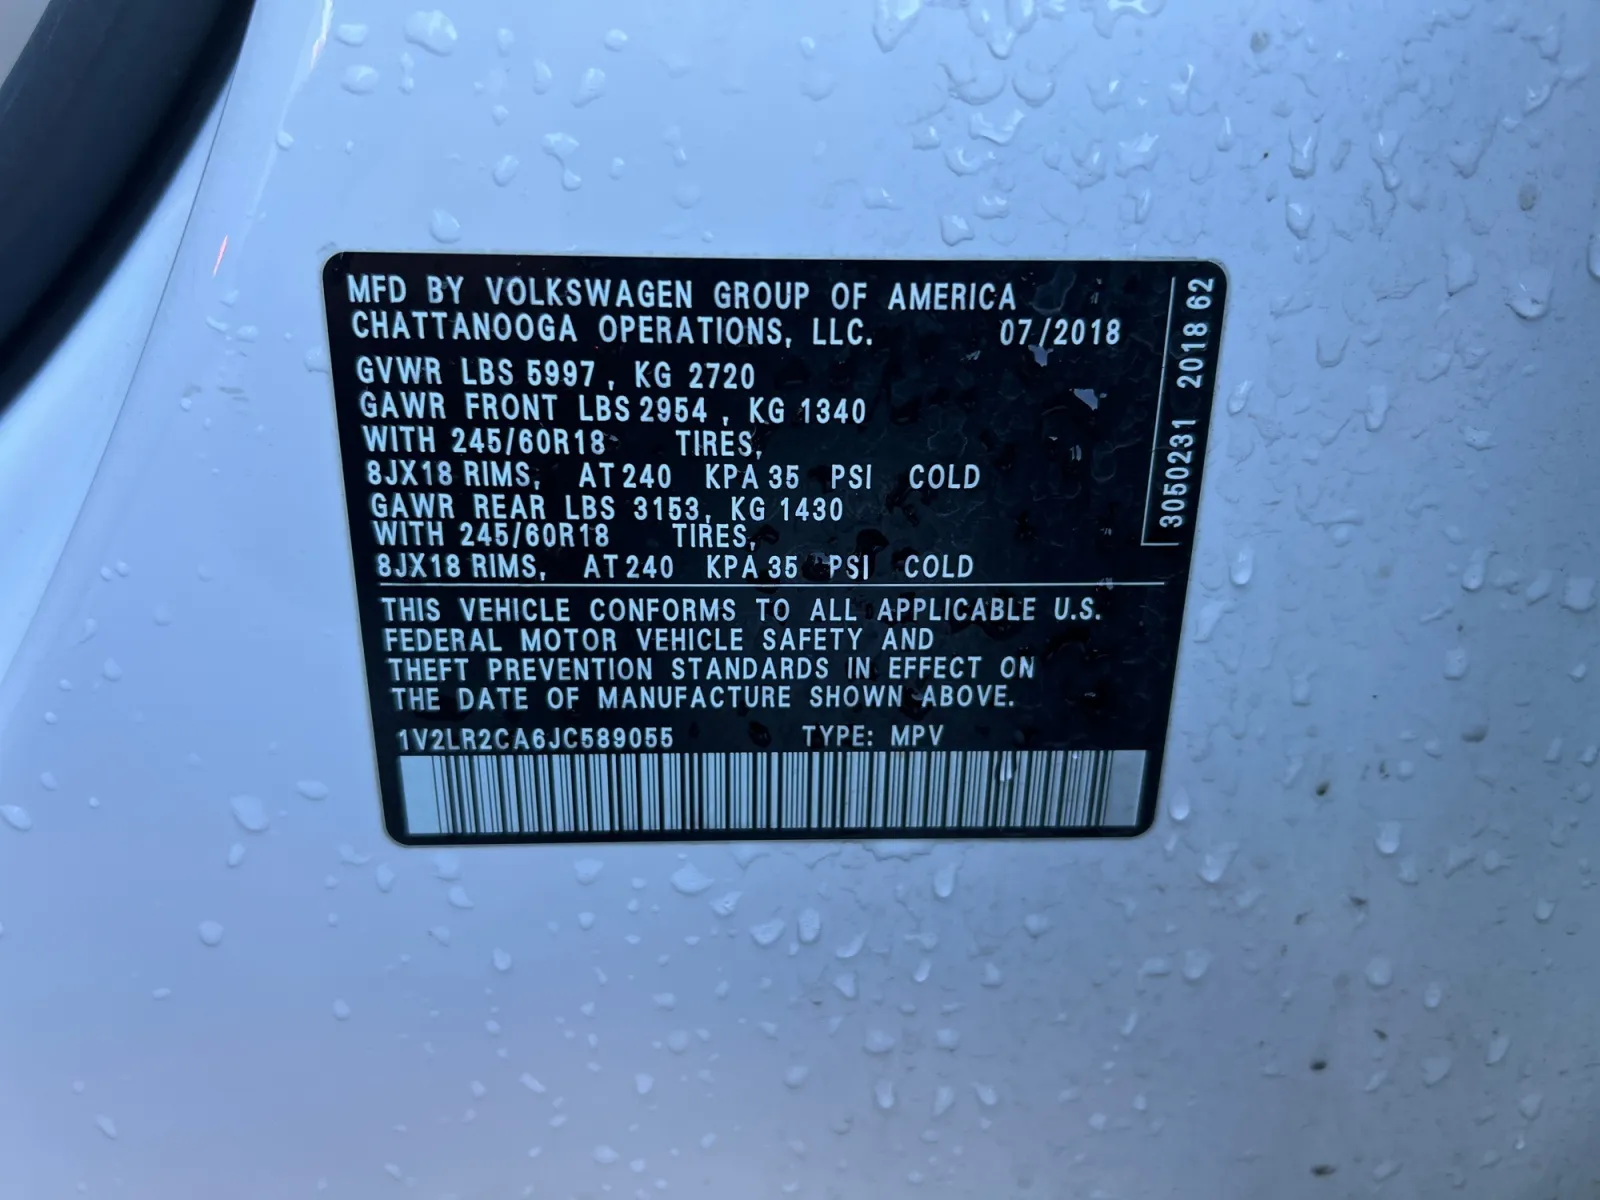 MFD BY VOLKSWAGEN GROUP OF AMERICA
CHATTANOOGA OPERATIONS, LLC. 07/2018
GVWR LBS 5997, KG 2720
GAWR FRONT LBS 2954, KG 1340
WITH 245/60R18 TIRES,
8JX18 RIMS, AT 240 KPA 35 PSI COLD
GAWR REAR LBS 3153, KG 1430
WITH 245/60R18 TIRES,
8JX18 RIMS, AT 240 KPA 35 PSI COLD
THIS VEHICLE CONFORMS TO ALL APPLICABLE U.S.
FEDERAL MOTOR VEHICLE SAFETY AND
THEFT PREVENTION STANDARDS IN EFFECT ON
THE DATE OF MANUFACTURE SHOWN ABOVE.
1V2LR2CA6JC589055 TYPE: MPV
3050231 2018 62